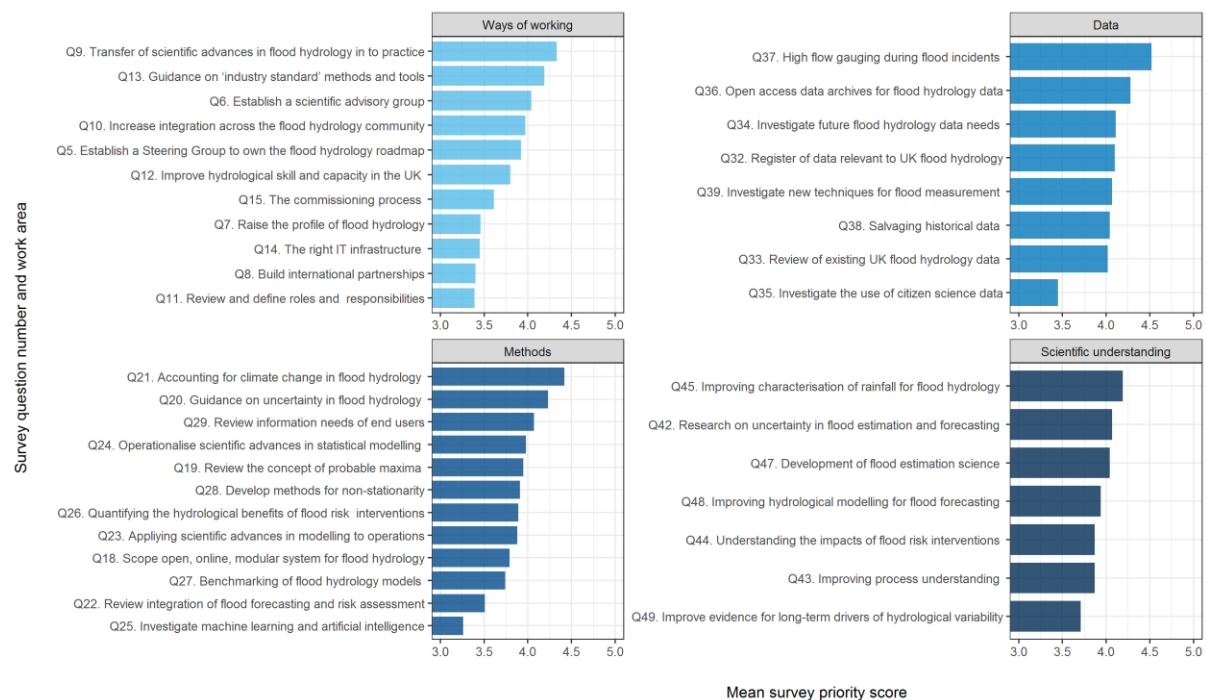 Ways of working
Q9. Transfer of scientific advances in flood hydrology in to practice
Q13. Guidance on 'industry standard' methods and tools
Q6. Establish a scientific advisory group
Q10. Increase integration across the flood hydrology community
Q5. Establish a Steering Group to own the flood hydrology roadmap
Q12. Improve hydrological skill and capacity in the UK
Q15. The commissioning process
Q7. Raise the profile of flood hydrology
Q14. The right IT infrastructure
Q8. Build international partnerships
Q11. Review and define roles and responsibilities
3.0 3.5 4.0 4.5 5.0
Data
Q37. High flow gauging during flood incidents
Q36. Open access data archives for flood hydrology data
Q34. Investigate future flood hydrology data needs
Q32. Register of data relevant to UK flood hydrology
Q39. Investigate new techniques for flood measurement
Q38. Salvaging historical data
Q33. Review of existing UK flood hydrology data
Q35. Investigate the use of citizen science data
3.0 3.5 4.0 4.5 5.0
Methods
Q21. Accounting for climate change in flood hydrology
Q20. Guidance on uncertainty in flood hydrology
Q29. Review information needs of end users
Q24. Operationalise scientific advances in statistical modelling
Q19. Review the concept of probable maxima
Q28. Develop methods for non-stationarity
Q26. Quantifying the hydrological benefits of flood risk interventions
Q23. Appliying scientific advances in modelling to operations
Q18. Scope open, online, modular system for flood hydrology
Q27. Benchmarking of flood hydrology models
Q22. Review integration of flood forecasting and risk assessment
Q25. Investigate machine learning and artificial intelligence
3.0 3.5 4.0 4.5 5.0
Scientific understanding
Q45. Improving characterisation of rainfall for flood hydrology
Q42. Research on uncertainty in flood estimation and forecasting
Q47. Development of flood estimation science
Q48. Improving hydrological modelling for flood forecasting
Q44. Understanding the impacts of flood risk interventions
Q43. Improving process understanding
Q49. Improve evidence for long-term drivers of hydrological variability
3.0 3.5 4.0 4.5 5.0
Survey question number and work area
Mean survey priority score